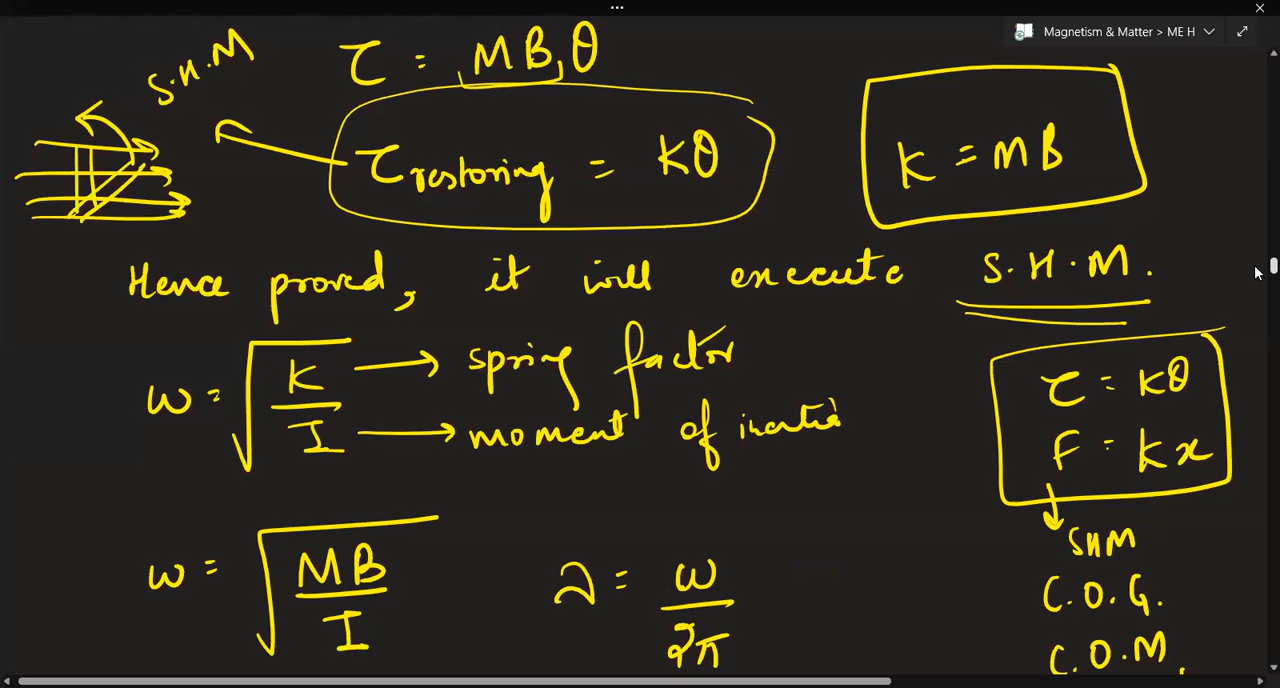 Magnetism & Matter > ME H
S.H.M
τ = MBθ
τrestoring = Kθ
K = MB
Hence proved, it will execute S.H.M.
ω = √(K/I)
K → spring factor
I → moment of inertia
τ = Kθ
F = Kx
SHM
C.O.G.
C.O.M.
ω = √(MB/I)
ν = ω/2π